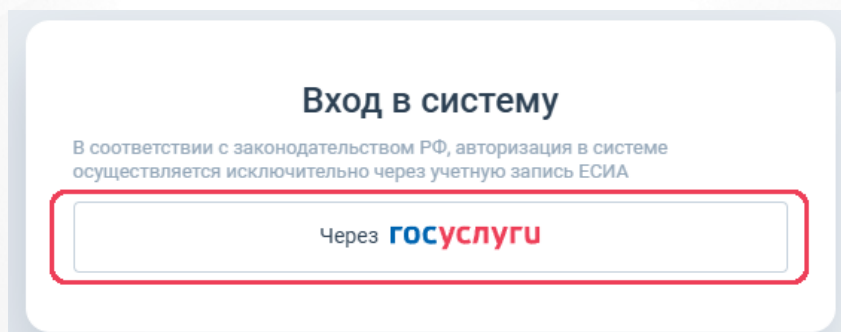 Вход в систему
В соответствии с законодательством РФ, авторизация в системе
осуществляется исключительно через учетную запись ЕСИА
Через госуслуги